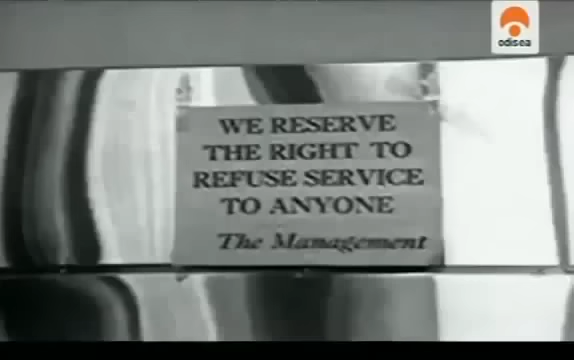 odisea
WE RESERVE
THE RIGHT TO
REFUSE SERVICE
TO ANYONE
The Management